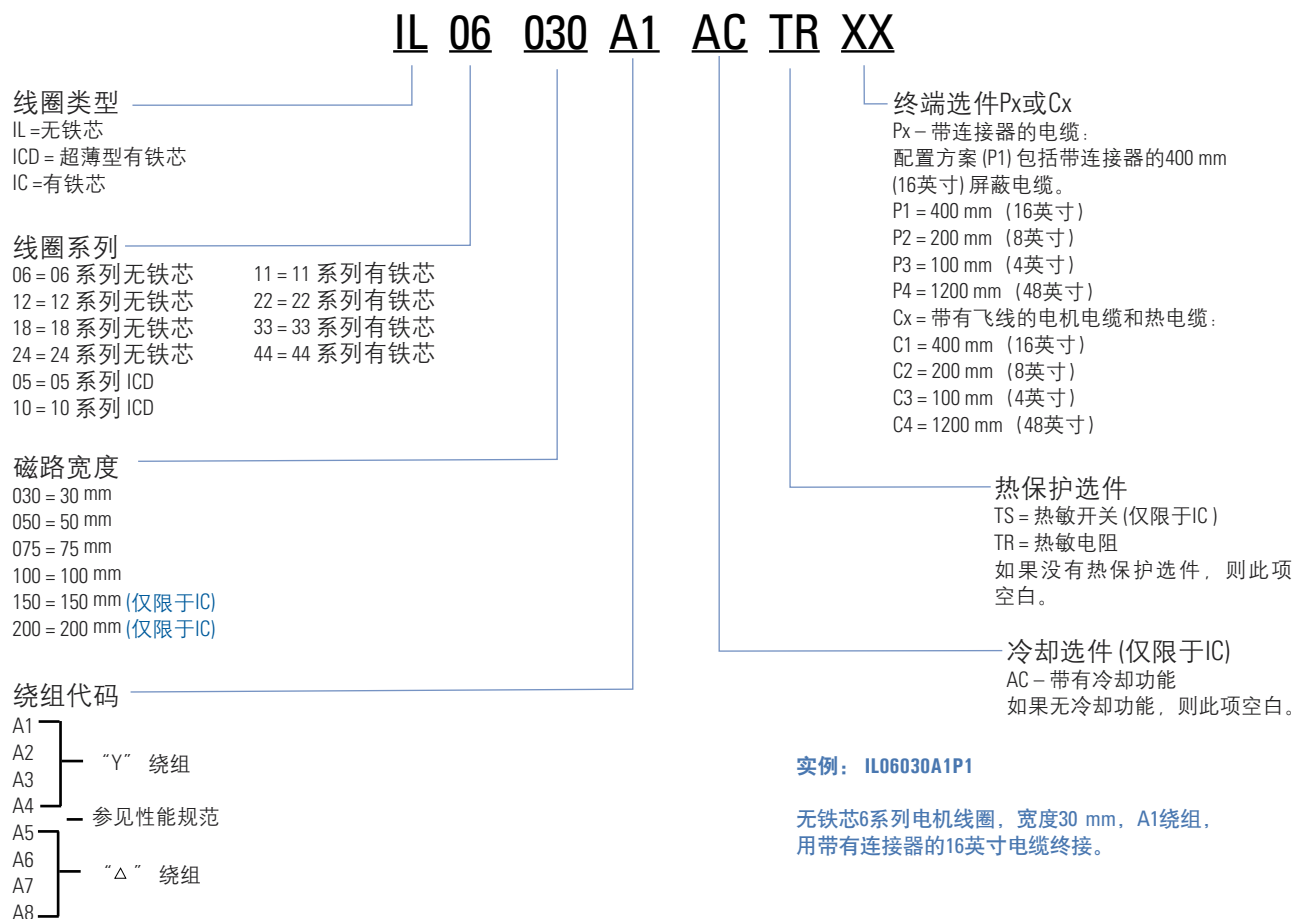 IL 06 030 A1 AC TR XX
线圈类型
IL =无铁芯
ICD = 超薄型有铁芯
IC =有铁芯
线圈系列
06 = 06 系列无铁芯
12 = 12 系列无铁芯
18 = 18 系列无铁芯
24 = 24 系列无铁芯
05 = 05 系列 ICD
10 = 10 系列 ICD
11 = 11 系列有铁芯
22 = 22 系列有铁芯
33 = 33 系列有铁芯
44 = 44 系列有铁芯
磁路宽度
030 = 30 mm
050 = 50 mm
075 = 75 mm
100 = 100 mm
150 = 150 mm (仅限于IC)
200 = 200 mm (仅限于IC)
绕组代码
A1
A2
A3
A4
“Y” 绕组
参见性能规范
A5
A6
A7
A8
“△” 绕组
终端选件Px或Cx
Px – 带连接器的电缆：
配置方案 (P1) 包括带连接器的400 mm
(16英寸) 屏蔽电缆。
P1 = 400 mm（16英寸）
P2 = 200 mm（8英寸）
P3 = 100 mm（4英寸）
P4 = 1200 mm（48英寸）
Cx = 带有飞线的电机电缆和热电缆：
C1 = 400 mm（16英寸）
C2 = 200 mm（8英寸）
C3 = 100 mm（4英寸）
C4 = 1200 mm（48英寸）
热保护选件
TS = 热敏开关 (仅限于IC )
TR = 热敏电阻
如果没有热保护选件，则此项
空白。
冷却选件 (仅限于IC)
AC – 带有冷却功能
如果无冷却功能，则此项空白。
实例： IL06030A1P1
无铁芯6系列电机线圈，宽度30 mm，A1绕组，
用带有连接器的16英寸电缆终接。